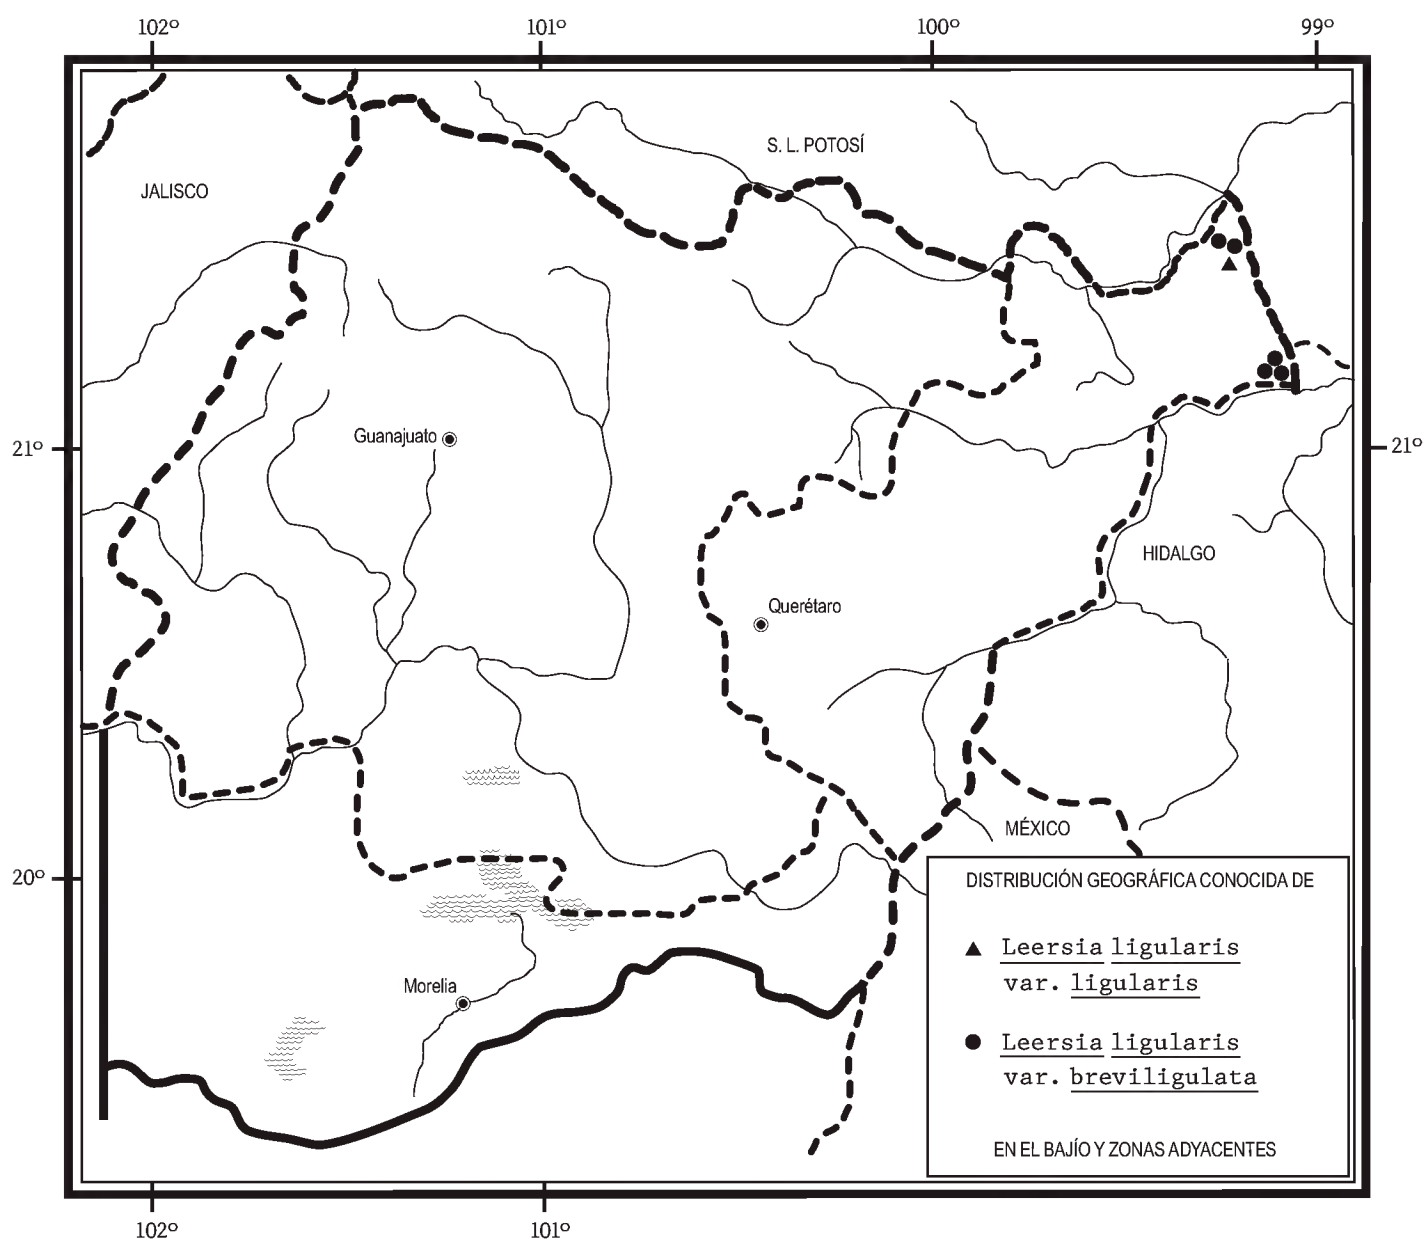 102º
101º
100º
99º
S. L. POTOSÍ
JALISCO
Guanajuato
21º
21º
HIDALGO
Querétaro
MÉXICO
20º
DISTRIBUCIÓN GEOGRÁFICA CONOCIDA DE
Leersia ligularis
var. ligularis
Morelia
Leersia ligularis
var. breviligulata
EN EL BAJÍO Y ZONAS ADYACENTES
102º
101º